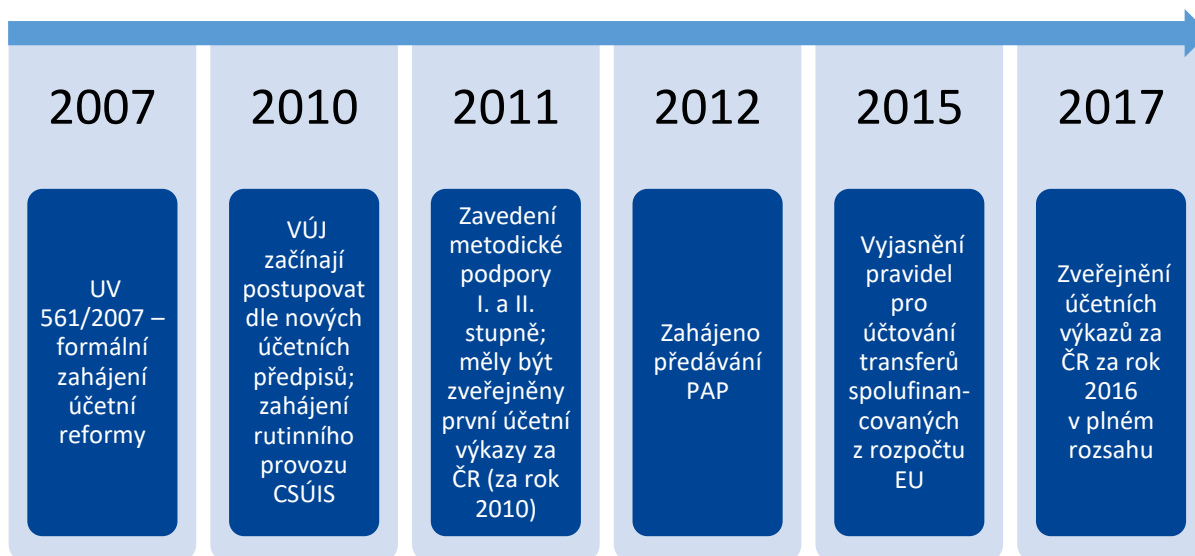 2007
UV
561/2007 –
formální
zahájení
účetní
reformy
2010
VÚJ
začínají
postupovat
dle nových
účetních
předpisů;
zahájení
rutinního
provozu
CSÚIS
2011
Zavedení
metodické
podpory
I. a II.
stupně;
měly být
zveřejněny
první účetní
výkazy za
ČR (za rok
2010)
2012
Zahájeno
předávání
PAP
2015
Vyjasnění
pravidel
pro
účtování
transferů
spolufinan-
covaných
z rozpočtu
EU
2017
Zveřejnění
účetních
výkazů za
ČR za rok
2016
v plném
rozsahu